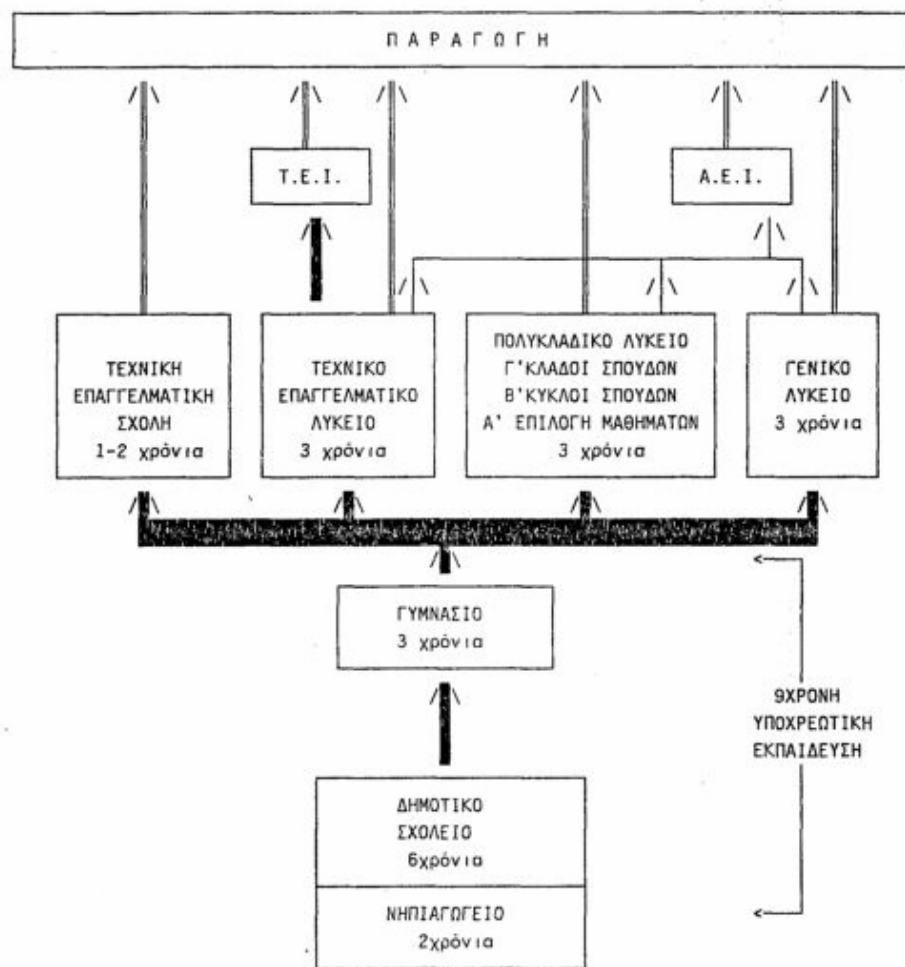 Π Α Ρ Α Γ Ω Γ Η
Τ.Ε.Ι.
Α.Ε.Ι.
ΤΕΧΝΙΚΗ
ΕΠΑΓΓΕΛΜΑΤΙΚΗ
ΣΧΟΛΗ
1-2 χρόνια
ΤΕΧΝΙΚΟ
ΕΠΑΓΓΕΛΜΑΤΙΚΟ
ΛΥΚΕΙΟ
3 χρόνια
ΠΟΛΥΚΛΑΔΙΚΟ ΛΥΚΕΙΟ
Γ'ΚΛΑΔΟΙ ΣΠΟΥΔΩΝ
Β'ΚΥΚΛΟΙ ΣΠΟΥΔΩΝ
Α' ΕΠΙΛΟΓΗ ΜΑΘΗΜΑΤΩΝ
3 χρόνια
ΓΕΝΙΚΟ
ΛΥΚΕΙΟ
3 χρόνια
ΓΥΜΝΑΣΙΟ
3 χρόνια
9ΧΡΟΝΗ
ΥΠΟΧΡΕΩΤΙΚΗ
ΕΚΠΑΙΔΕΥΣΗ
ΔΗΜΟΤΙΚΟ
ΣΧΟΛΕΙΟ
6χρόνια
ΝΗΠΙΑΓΩΓΕΙΟ
2χρόνια